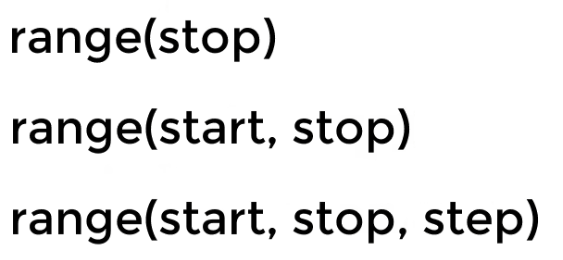 range(stop)
range(start, stop)
range(start, stop, step)